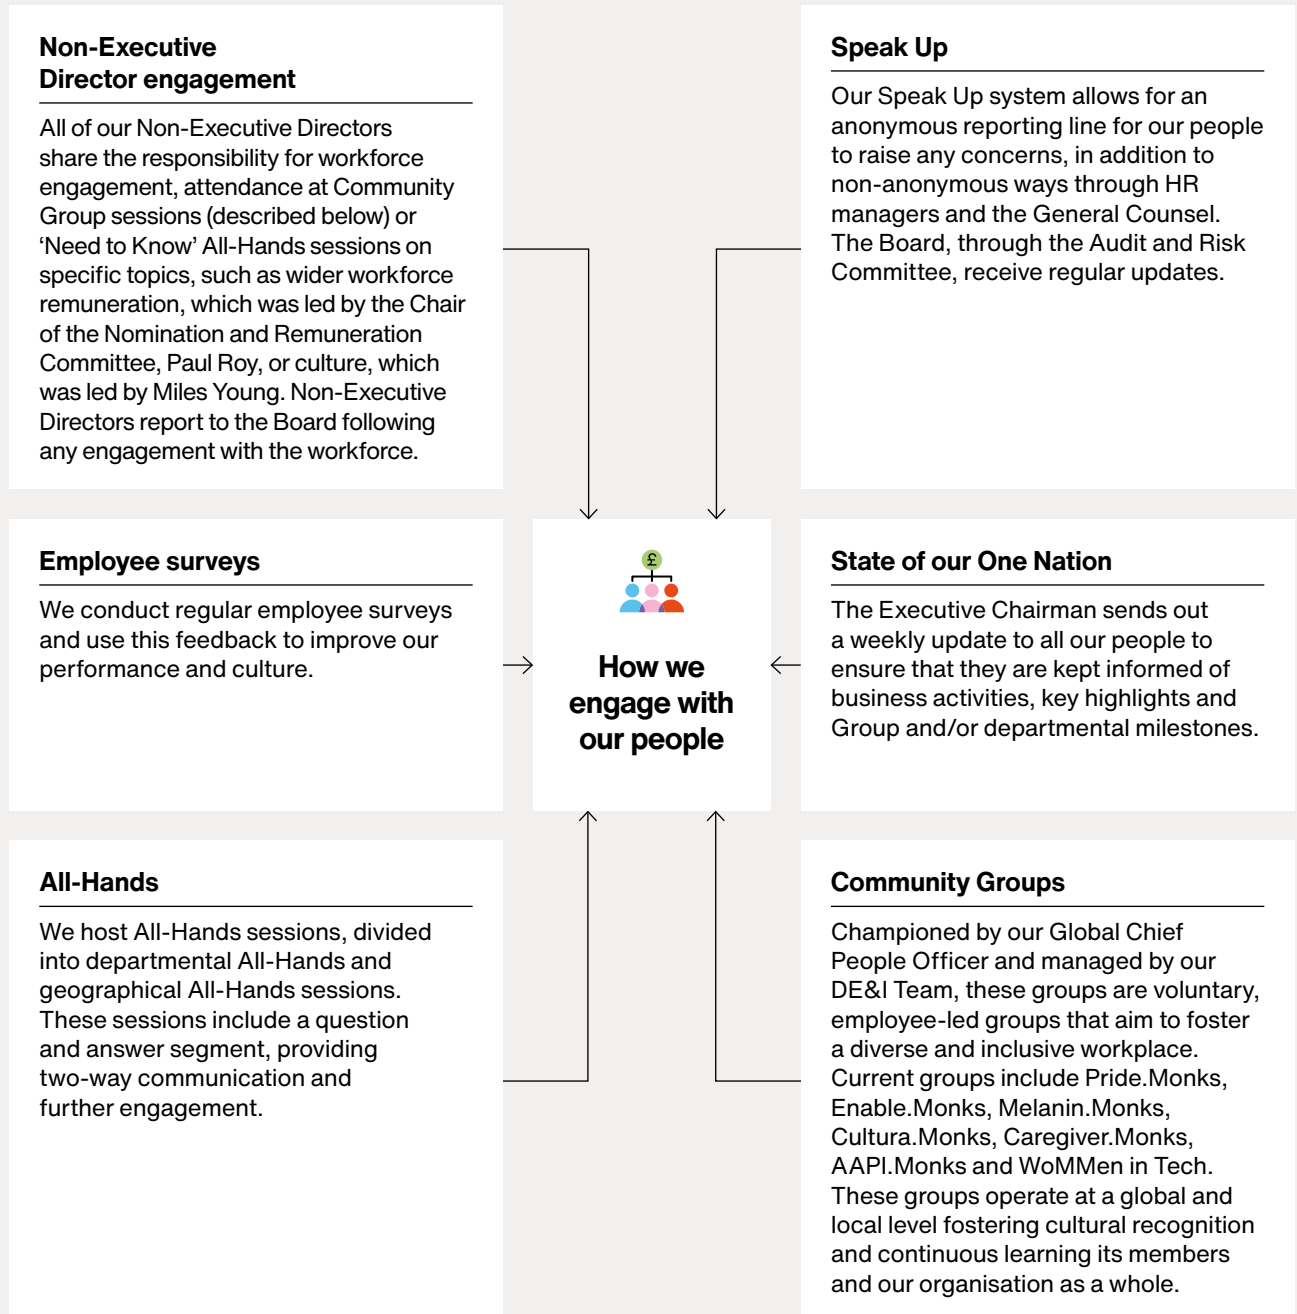 Non-Executive
Director engagement
All of our Non-Executive Directors
share the responsibility for workforce
engagement, attendance at Community
Group sessions (described below) or
‘Need to Know’ All-Hands sessions on
specific topics, such as wider workforce
remuneration, which was led by the Chair
of the Nomination and Remuneration
Committee, Paul Roy, or culture, which
was led by Miles Young. Non-Executive
Directors report to the Board following
any engagement with the workforce.
Speak Up
Our Speak Up system allows for an
anonymous reporting line for our people
to raise any concerns, in addition to
non-anonymous ways through HR
managers and the General Counsel.
The Board, through the Audit and Risk
Committee, receive regular updates.
Employee surveys
We conduct regular employee surveys
and use this feedback to improve our
performance and culture.
£
How we
engage with
our people
State of our One Nation
The Executive Chairman sends out
a weekly update to all our people to
ensure that they are kept informed of
business activities, key highlights and
Group and/or departmental milestones.
All-Hands
We host All-Hands sessions, divided
into departmental All-Hands and
geographical All-Hands sessions.
These sessions include a question
and answer segment, providing
two-way communication and
further engagement.
Community Groups
Championed by our Global Chief
People Officer and managed by our
DE&I Team, these groups are voluntary,
employee-led groups that aim to foster
a diverse and inclusive workplace.
Current groups include Pride.Monks,
Enable.Monks, Melanin.Monks,
Cultura.Monks, Caregiver.Monks,
AAPI.Monks and WoMMen in Tech.
These groups operate at a global and
local level fostering cultural recognition
and continuous learning its members
and our organisation as a whole.